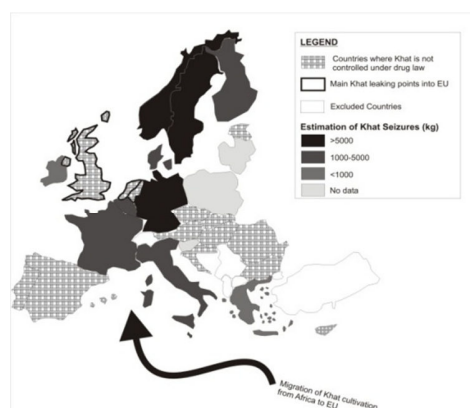 LEGEND
Countries where Khat is not
controlled under drug law
Main Khat leaking points into EU
Excluded Countries
Estimation of Khat Seizures (kg)
>5000
1000-5000
<1000
No data
Migration of Khat cultivation
from Africa to EU